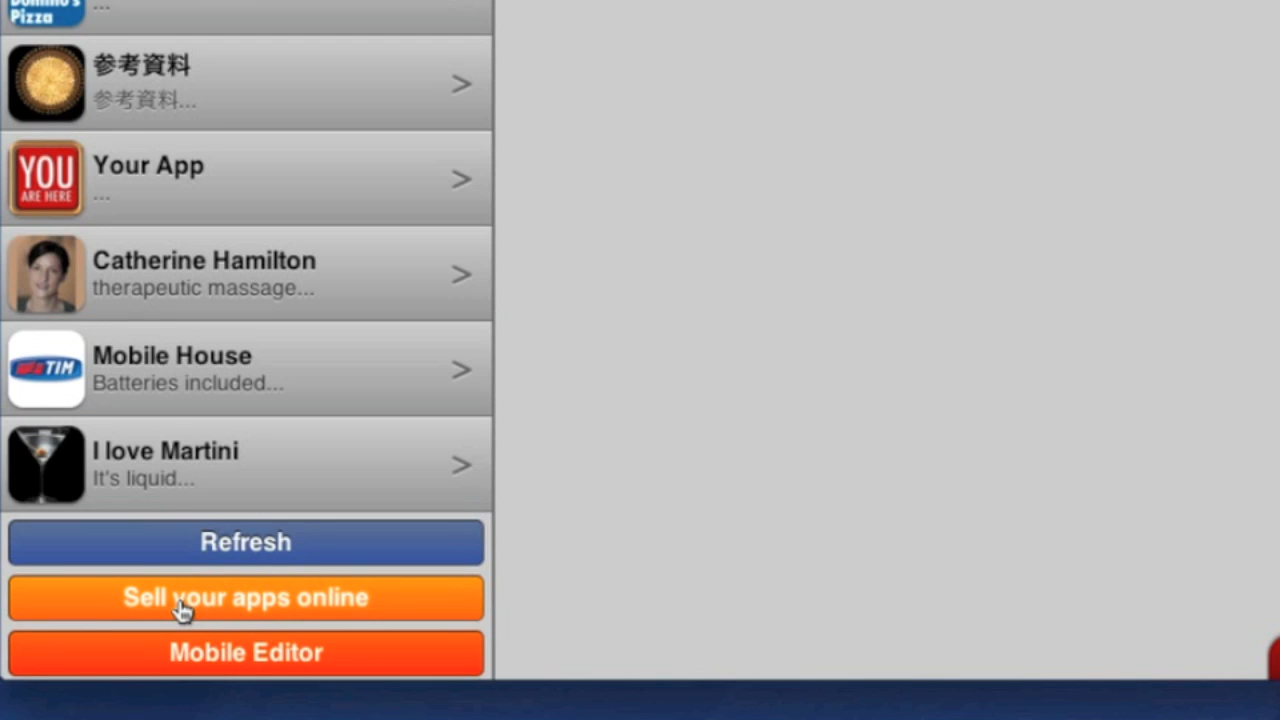 Domino's
Pizza
...
参考資料
参考資料...
>
YOU
ARE HERE
Your App
...
>
Catherine Hamilton
therapeutic massage...
>
TIM
Mobile House
Batteries included...
>
I love Martini
It's liquid...
>
Refresh
Sell your apps online
Mobile Editor